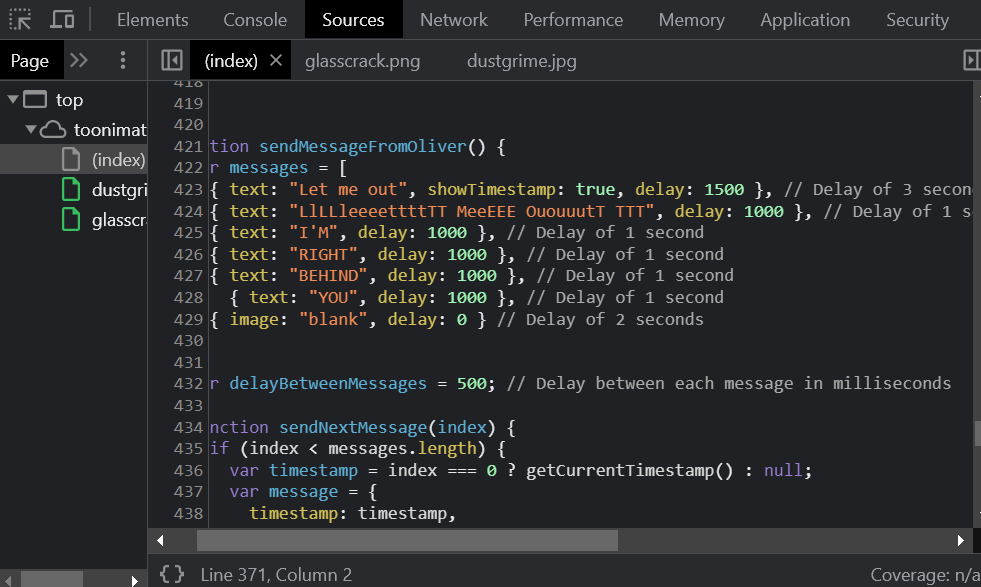 Elements Console Sources Network Performance Memory Application Security
Page (index) glasscrack.png dustgrime.jpg
top
toonimat
(index)
dustgri
glasscr
418
419
420
421 tion sendMessageFromOliver() {
422 r messages = [
423 { text: "Let me out", showTimestamp: true, delay: 1500 }, // Delay of 3 secon
424 { text: "LlLLleeeettttTT MeeEEE OuouuutT TTT", delay: 1000 }, // Delay of 1 s
425 { text: "I'M", delay: 1000 }, // Delay of 1 second
426 { text: "RIGHT", delay: 1000 }, // Delay of 1 second
427 { text: "BEHIND", delay: 1000 }, // Delay of 1 second
428 { text: "YOU", delay: 1000 }, // Delay of 1 second
429 { image: "blank", delay: 0 } // Delay of 2 seconds
430
431
432 r delayBetweenMessages = 500; // Delay between each message in milliseconds
433
434 nction sendNextMessage(index) {
435 if (index < messages.length) {
436 var timestamp = index === 0 ? getCurrentTimestamp() : null;
437 var message = {
438 timestamp: timestamp,
{ } Line 371, Column 2 Coverage: n/a